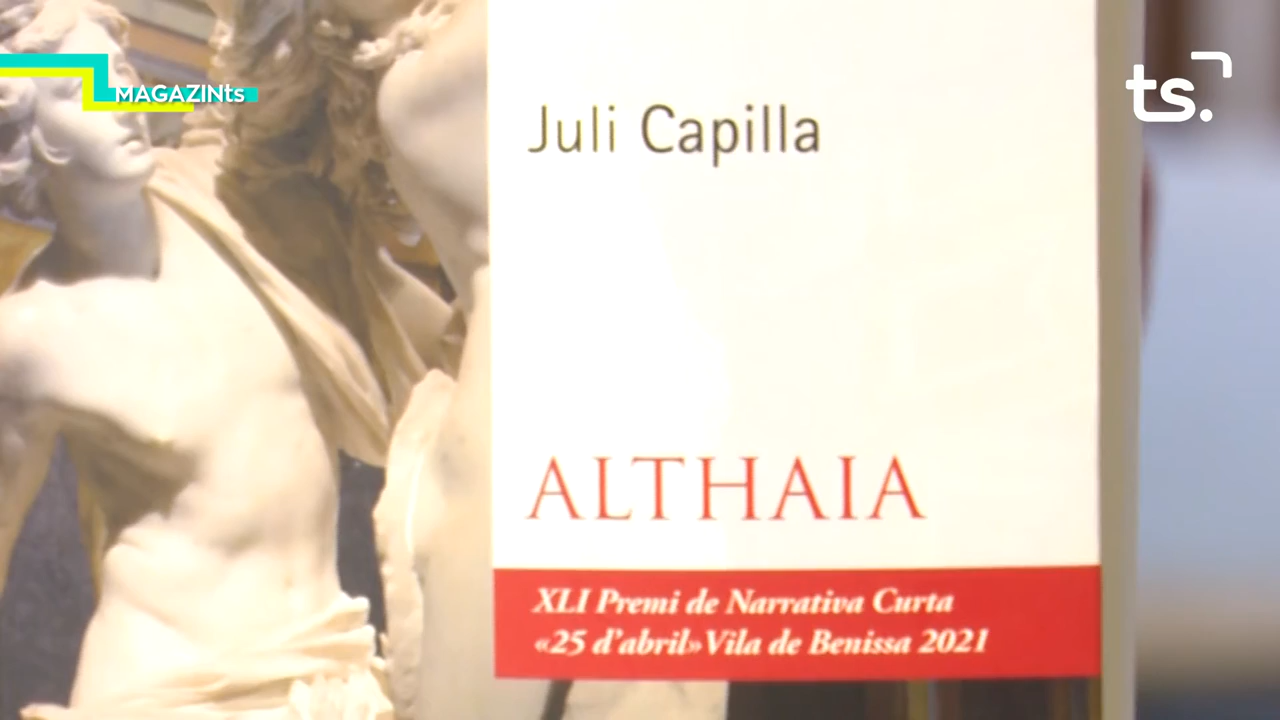 MAGAZINts
ts.
Juli Capilla
ALTHAIA
XLI Premi de Narrativa Curta
«25 d'abril» Vila de Benissa 2021